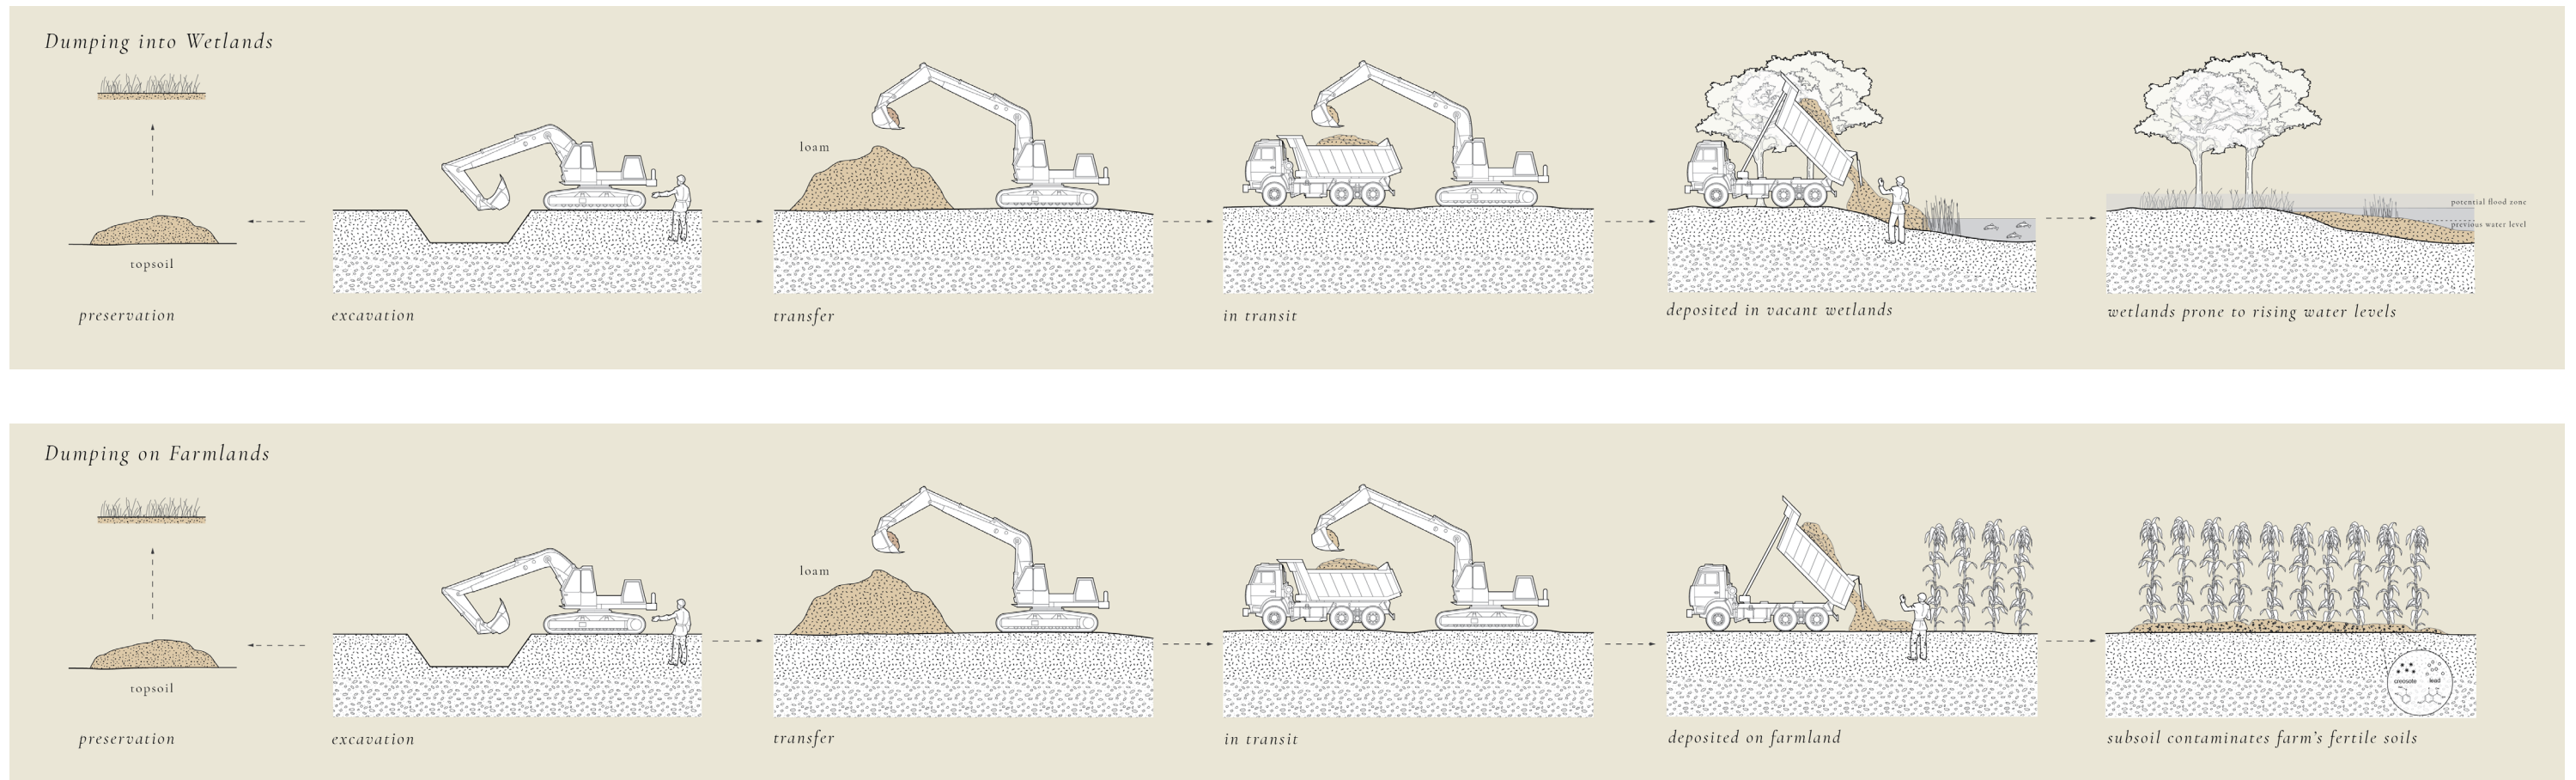 Dumping into Wetlands
loam
potential flood zone
previous water level
topsoil
preservation
excavation
transfer
in transit
deposited in vacant wetlands
wetlands prone to rising water levels
Dumping on Farmlands
loam
topsoil
creosote
lead
preservation
excavation
transfer
in transit
deposited on farmland
subsoil contaminates farm's fertile soils